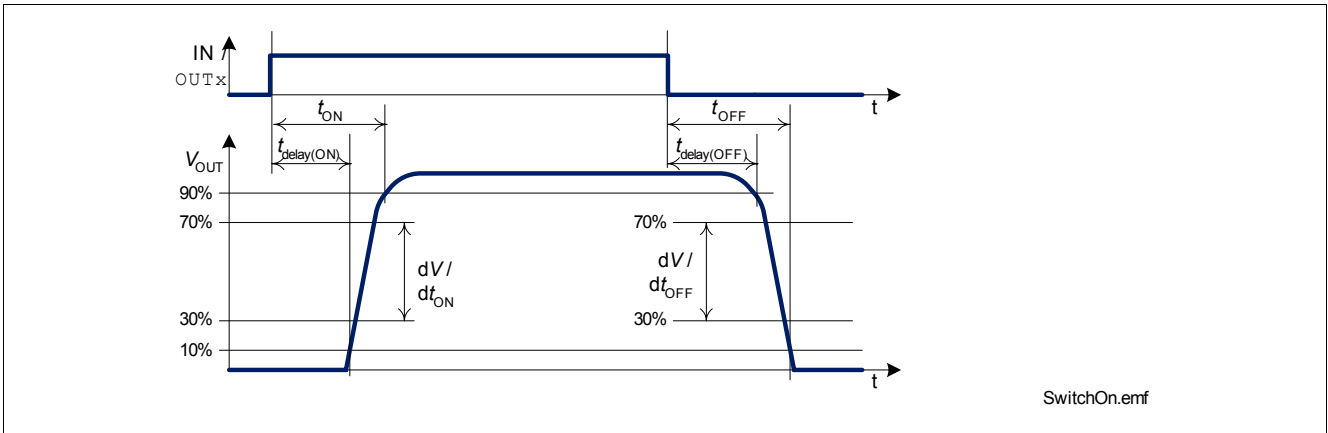 IN /
OUTx
t
tON
tOFF
tdelay(ON)
tdelay(OFF)
VOUT
90%
70%
70%
dV /
dtON
dV /
dtOFF
30%
30%
10%
t
SwitchOn.emf